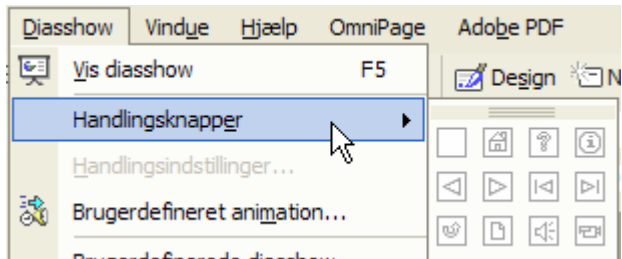 Diasshow Vindue Hjælp OmniPage Adobe PDF
Vis diasshow F5 Design N
Handlingsknapper
Handlingsindstillinger...
Brugerdefineret animation...